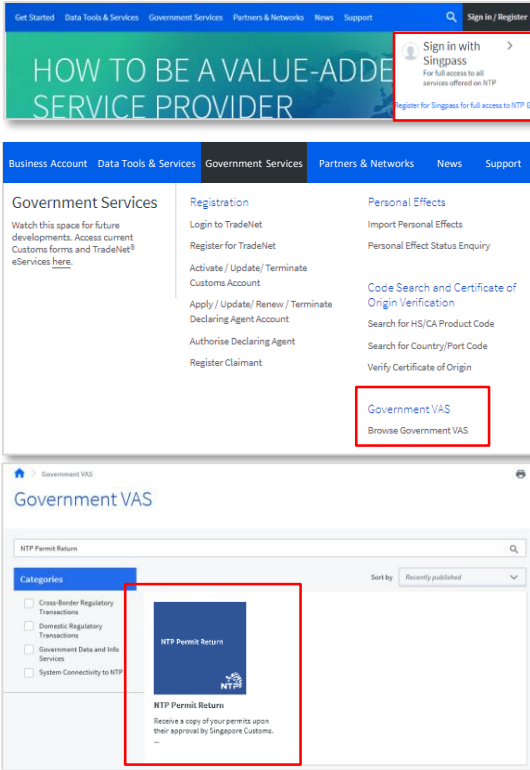 Get Started Data Tools & Services Government Services Partners & Networks News Support Sign in / Register
HOW TO BE A VALUE-ADDE
SERVICE PROVIDER
Sign in with
Singpass
For full access to all
services offered on NTP
Register for Singpass for full access to NTP
Business Account Data Tools & Services Government Services Partners & Networks News Support
Government Services
Watch this space for future
developments. Access current
Customs forms and TradeNet®
eServices here.
Registration
Login to TradeNet
Register for TradeNet
Activate / Update/ Terminate
Customs Account
Apply / Update/ Renew / Terminate
Declaring Agent Account
Authorise Declaring Agent
Register Claimant
Personal Effects
Import Personal Effects
Personal Effect Status Enquiry
Code Search and Certificate of
Origin Verification
Search for HS/CA Product Code
Search for Country/Port Code
Verify Certificate of Origin
Government VAS
Browse Government VAS
Government VAS
Government VAS
NTP Permit Return
Categories
Sort by Recently published
Cross-Border Regulatory
Transactions
Domestic Regulatory
Transactions
Government Data and Info
Services
System Connectivity to NTP
NTP Permit Return
NTP
NTP Permit Return
Receive a copy of your permits upon
their approval by Singapore Customs.
...